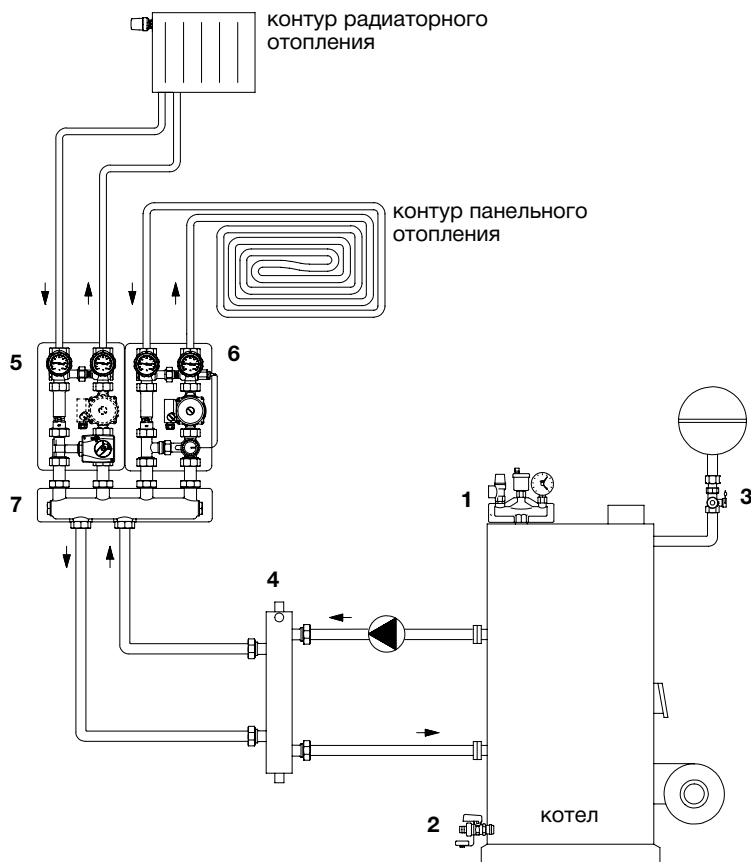 контур радиаторного
отопления
контур панельного
отопления
5
6
7
1
3
4
2
котел